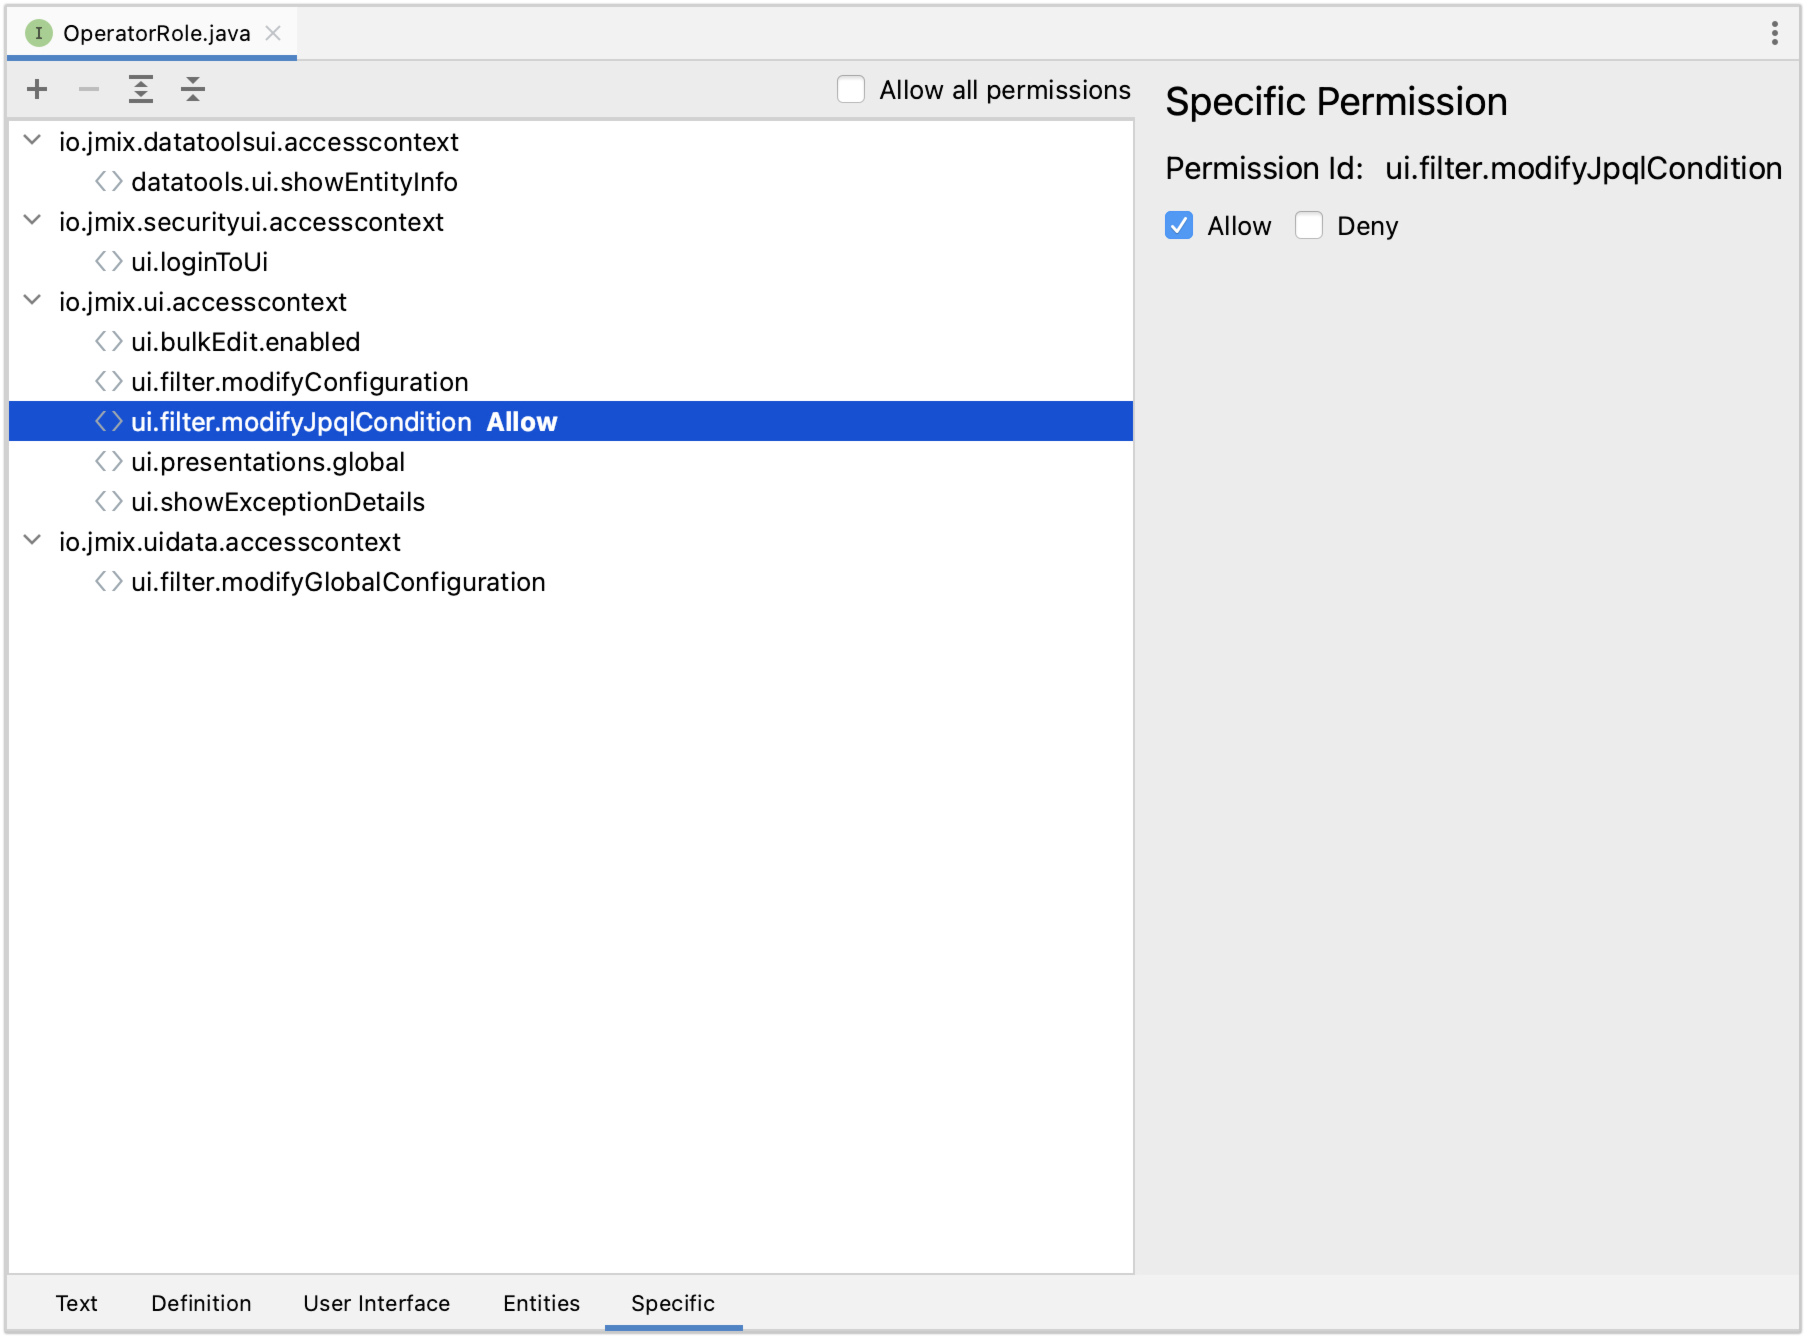 I OperatorRole.java
Allow all permissions
io.jmix.datatoolsui.accesscontext
datatools.ui.showEntityInfo
io.jmix.securityui.accesscontext
ui.loginToUi
io.jmix.ui.accesscontext
ui.bulkEdit.enabled
ui.filter.modifyConfiguration
ui.filter.modifyJpqlCondition Allow
ui.presentations.global
ui.showExceptionDetails
io.jmix.uidata.accesscontext
ui.filter.modifyGlobalConfiguration
Specific Permission
Permission Id: ui.filter.modifyJpqlCondition
Allow Deny
Text Definition User Interface Entities Specific